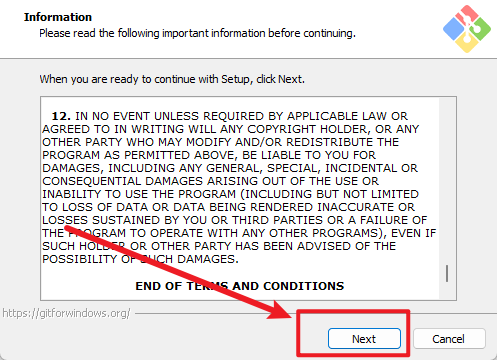 Information
Please read the following important information before continuing.
When you are ready to continue with Setup, click Next.
12. IN NO EVENT UNLESS REQUIRED BY APPLICABLE LAW OR
AGREED TO IN WRITING WILL ANY COPYRIGHT HOLDER, OR ANY
OTHER PARTY WHO MAY MODIFY AND/OR REDISTRIBUTE THE
PROGRAM AS PERMITTED ABOVE, BE LIABLE TO YOU FOR
DAMAGES, INCLUDING ANY GENERAL, SPECIAL, INCIDENTAL OR
CONSEQUENTIAL DAMAGES ARISING OUT OF THE USE OR
INABILITY TO USE THE PROGRAM (INCLUDING BUT NOT LIMITED
TO LOSS OF DATA OR DATA BEING RENDERED INACCURATE OR
LOSSES SUSTAINED BY YOU OR THIRD PARTIES OR A FAILURE OF
THE PROGRAM TO OPERATE WITH ANY OTHER PROGRAMS), EVEN IF
SUCH HOLDER OR OTHER PARTY HAS BEEN ADVISED OF THE
POSSIBILITY OF SUCH DAMAGES.
END OF TERMS AND CONDITIONS
https://gitforwindows.org/
Next
Cancel